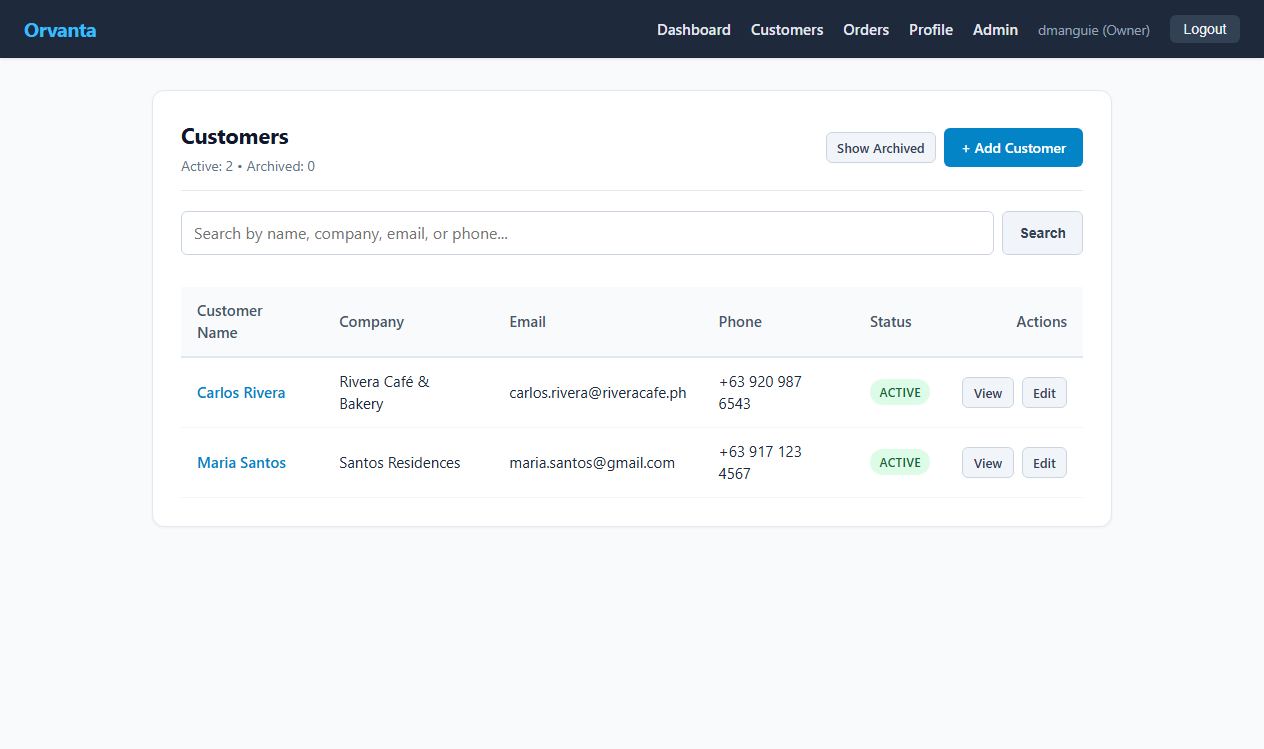 Orvanta
Dashboard Customers Orders Profile Admin dmanguie (Owner) Logout
Customers
Active: 2 • Archived: 0
Show Archived
+ Add Customer
Search by name, company, email, or phone...
Search
Customer
Name
Company
Email
Phone
Status
Actions
Carlos Rivera
Rivera Café &
Bakery
carlos.rivera@riveracafe.ph
+63 920 987
6543
ACTIVE
View
Edit
Maria Santos
Santos Residences
maria.santos@gmail.com
+63 917 123
4567
ACTIVE
View
Edit